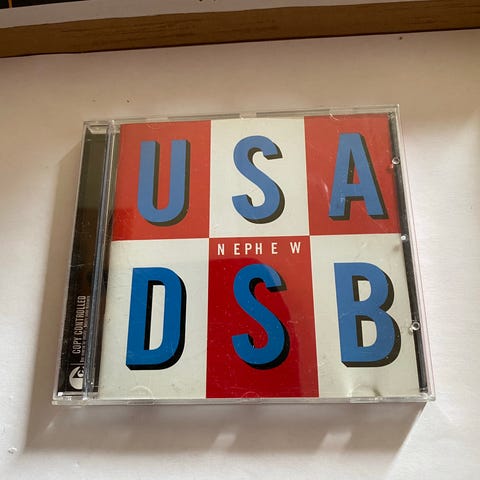 USA
NEPHEW
DSB
COPY CONTROLLED